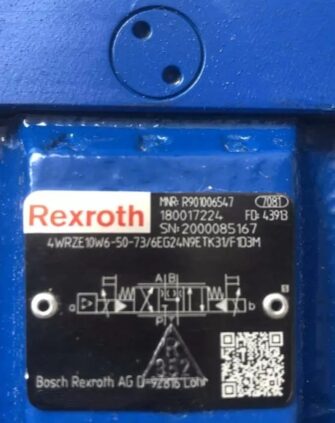 Rexroth
MNR: R901006547 7081
180017224 FD: 43913
SN: 2000085167
4WRZE10W6-50-73/6EG24N9ETK31/F1D3M
A B
a b
P T
R
352
Bosch Rexroth AG D-97816 Lohr